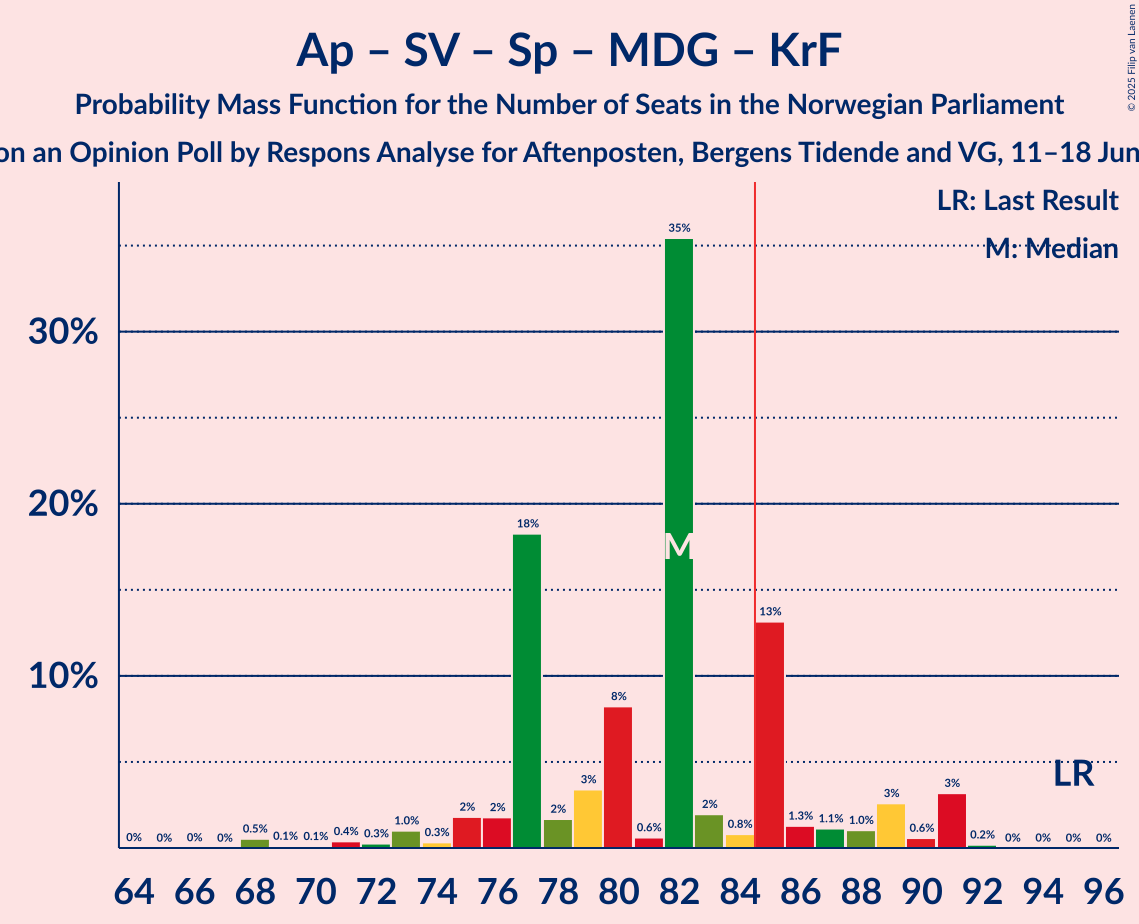 Ap – SV – Sp – MDG – KrF
Probability Mass Function for the Number of Seats in the Norwegian Parliament
on an Opinion Poll by Respons Analyse for Aftenposten, Bergens Tidende and VG, 11–18 Jun
© 2025 Filip van Laenen
LR: Last Result
M: Median
35%
30%
18%
20%
M
13%
10%
8%
LR
3% 3% 3%
2% 2% 2% 2%
0% 0% 0% 0% 0.5% 0.1% 0.1% 0.4% 0.3% 1.0% 0.3% 0.6% 0.8% 1.3% 1.1% 1.0% 0.6% 0.2% 0% 0% 0% 0%
64 66 68 70 72 74 76 78 80 82 84 86 88 90 92 94 96